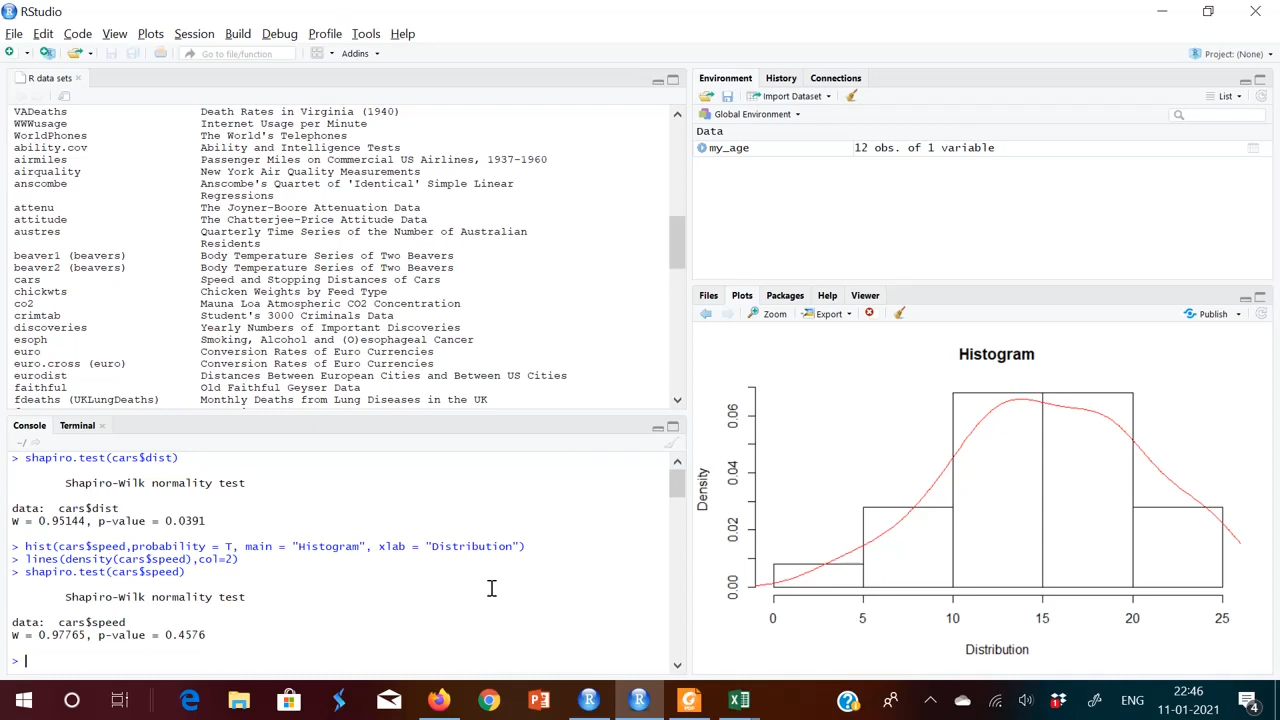 RStudio
File Edit Code View Plots Session Build Debug Profile Tools Help
Go to file/function Addins Project: (None)
R data sets
VADeaths Death Rates in Virginia (1940)
WWWusage Internet Usage per Minute
WorldPhones The World's Telephones
ability.cov Ability and Intelligence Tests
airmiles Passenger Miles on Commercial US Airlines, 1937-1960
airquality New York Air Quality Measurements
anscombe Anscombe's Quartet of 'Identical' Simple Linear
Regressions
attenu The Joyner-Boore Attenuation Data
attitude The Chatterjee-Price Attitude Data
austres Quarterly Time Series of the Number of Australian
Residents
beaver1 (beavers) Body Temperature Series of Two Beavers
beaver2 (beavers) Body Temperature Series of Two Beavers
cars Speed and Stopping Distances of Cars
chickwts Chicken Weights by Feed Type
co2 Mauna Loa Atmospheric CO2 Concentration
crimtab Student's 3000 Criminals Data
discoveries Yearly Numbers of Important Discoveries
esoph Smoking, Alcohol and (O)esophageal Cancer
euro Conversion Rates of Euro Currencies
euro.cross (euro) Conversion Rates of Euro Currencies
eurodist Distances Between European Cities and Between US Cities
faithful Old Faithful Geyser Data
fdeaths (UKLungDeaths) Monthly Deaths from Lung Diseases in the UK
Console Terminal
~/
> shapiro.test(cars$dist)
Shapiro-Wilk normality test
data: cars$dist
W = 0.95144, p-value = 0.0391
> hist(cars$speed,probability = T, main = "Histogram", xlab = "Distribution")
> lines(density(cars$speed),col=2)
> shapiro.test(cars$speed)
Shapiro-Wilk normality test
data: cars$speed
W = 0.97765, p-value = 0.4576
>
Environment History Connections
Import Dataset List
Global Environment
Data
my_age 12 obs. of 1 variable
Files Plots Packages Help Viewer
Zoom Export Publish
Histogram
Density
0.06
0.04
0.02
0.00
0 5 10 15 20 25
Distribution
ENG
22:46
11-01-2021
4